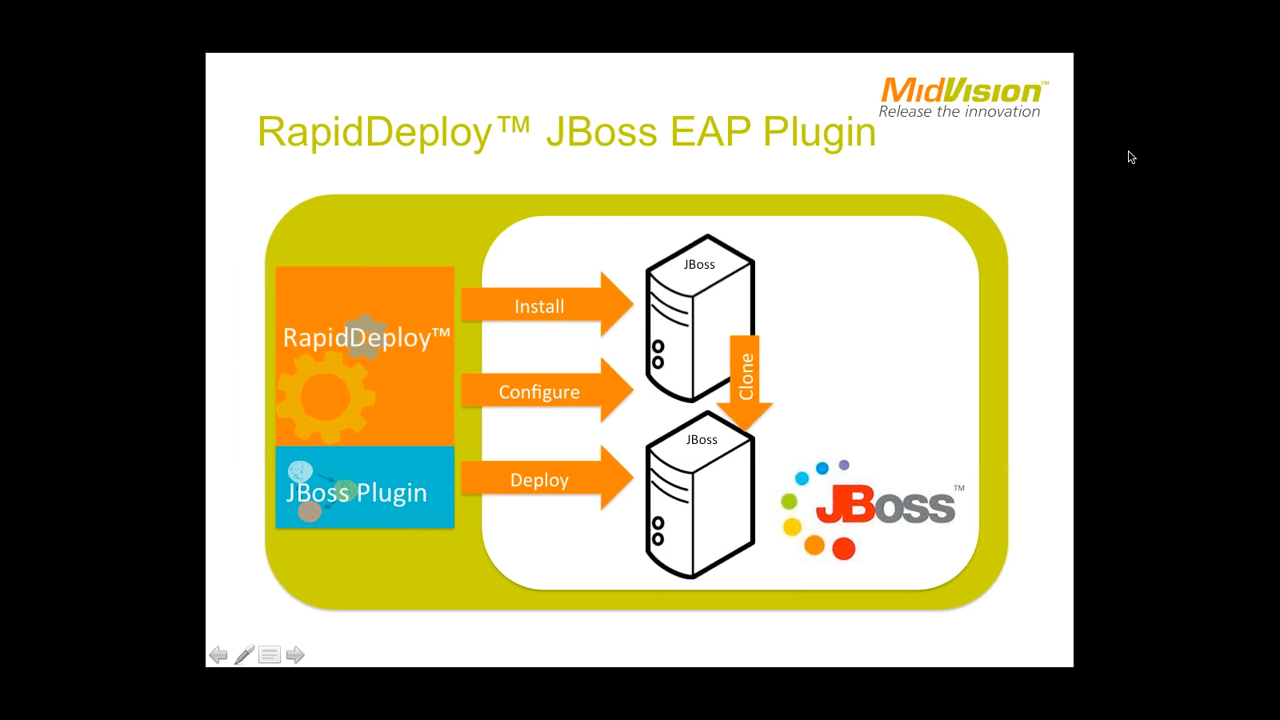 MidVision™
Release the innovation
RapidDeploy™ JBoss EAP Plugin
JBoss
Install
RapidDeploy™
Clone
Configure
JBoss
Deploy
JBoss Plugin
JBoss™